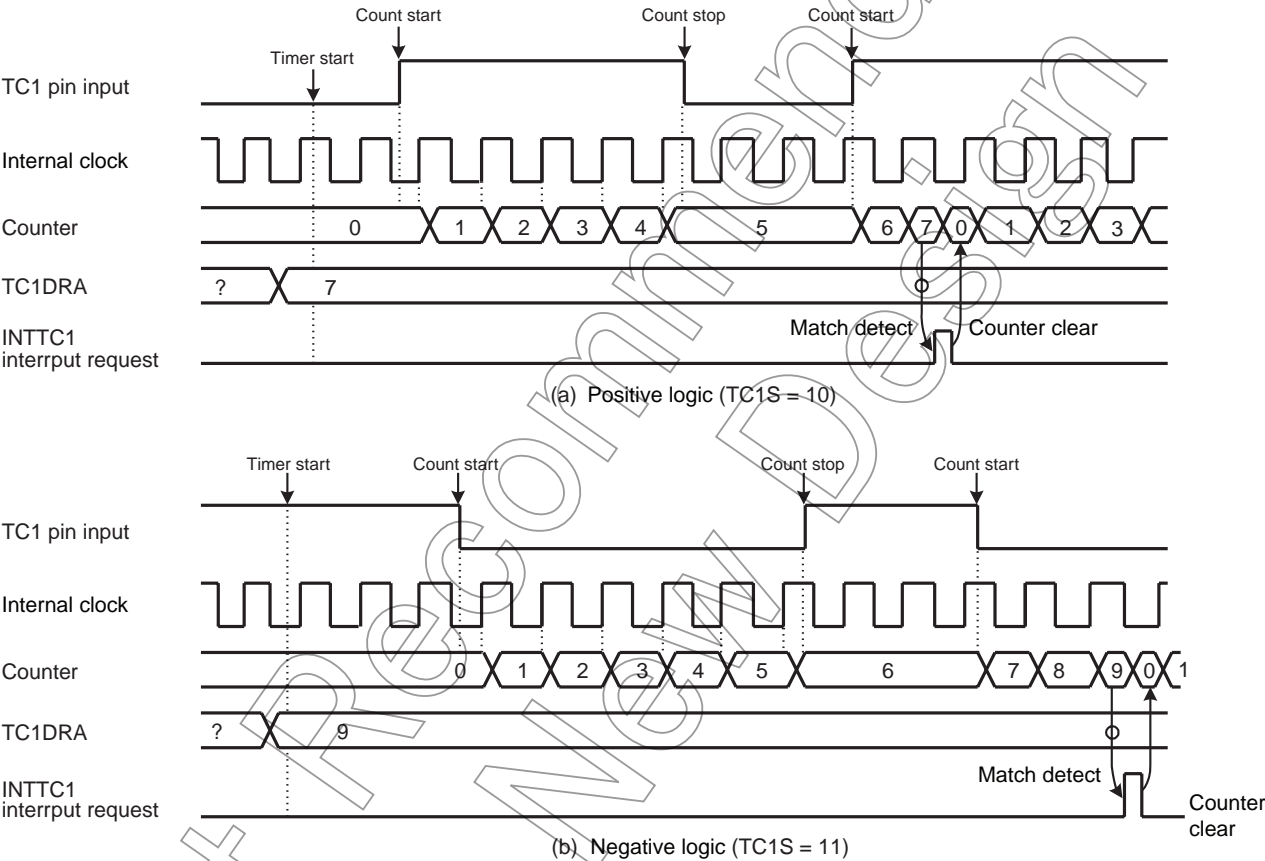 Count start Count stop Count start
Timer start
TC1 pin input
Internal clock
Counter 0 1 2 3 4 5 6 7 0 1 2 3
TC1DRA ? 7
INTTC1
interrput request
Match detect Counter clear
(a) Positive logic (TC1S = 10)
Timer start Count start Count stop Count start
TC1 pin input
Internal clock
Counter 0 1 2 3 4 5 6 7 8 9 0 1
TC1DRA ? 9
Match detect
INTTC1
interrput request
Counter
clear
(b) Negative logic (TC1S = 11)
New Design